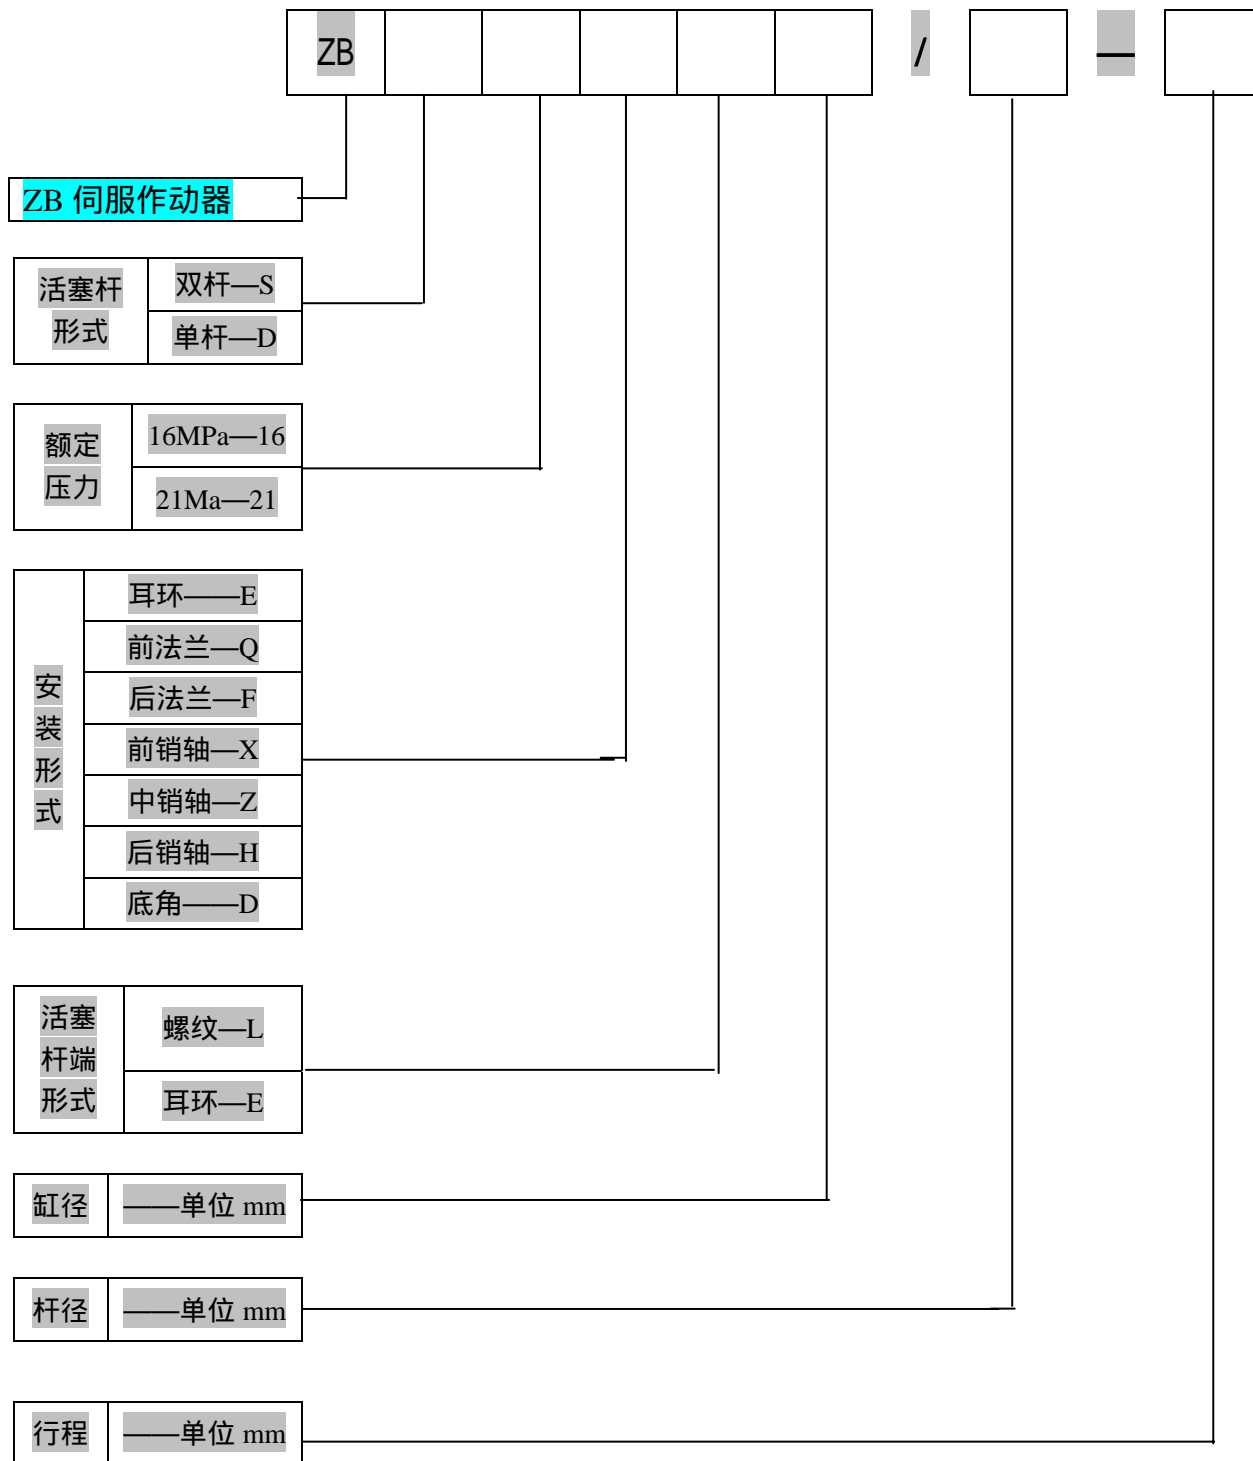 ZB / —
ZB 伺服作动器
活塞杆
形式
双杆—S
单杆—D
额定
压力
16MPa—16
21Ma—21
安
装
形
式
耳环——E
前法兰—Q
后法兰—F
前销轴—X
中销轴—Z
后销轴—H
底角——D
活塞
杆端
形式
螺纹—L
耳环—E
缸径 ——单位 mm
杆径 ——单位 mm
行程 ——单位 mm